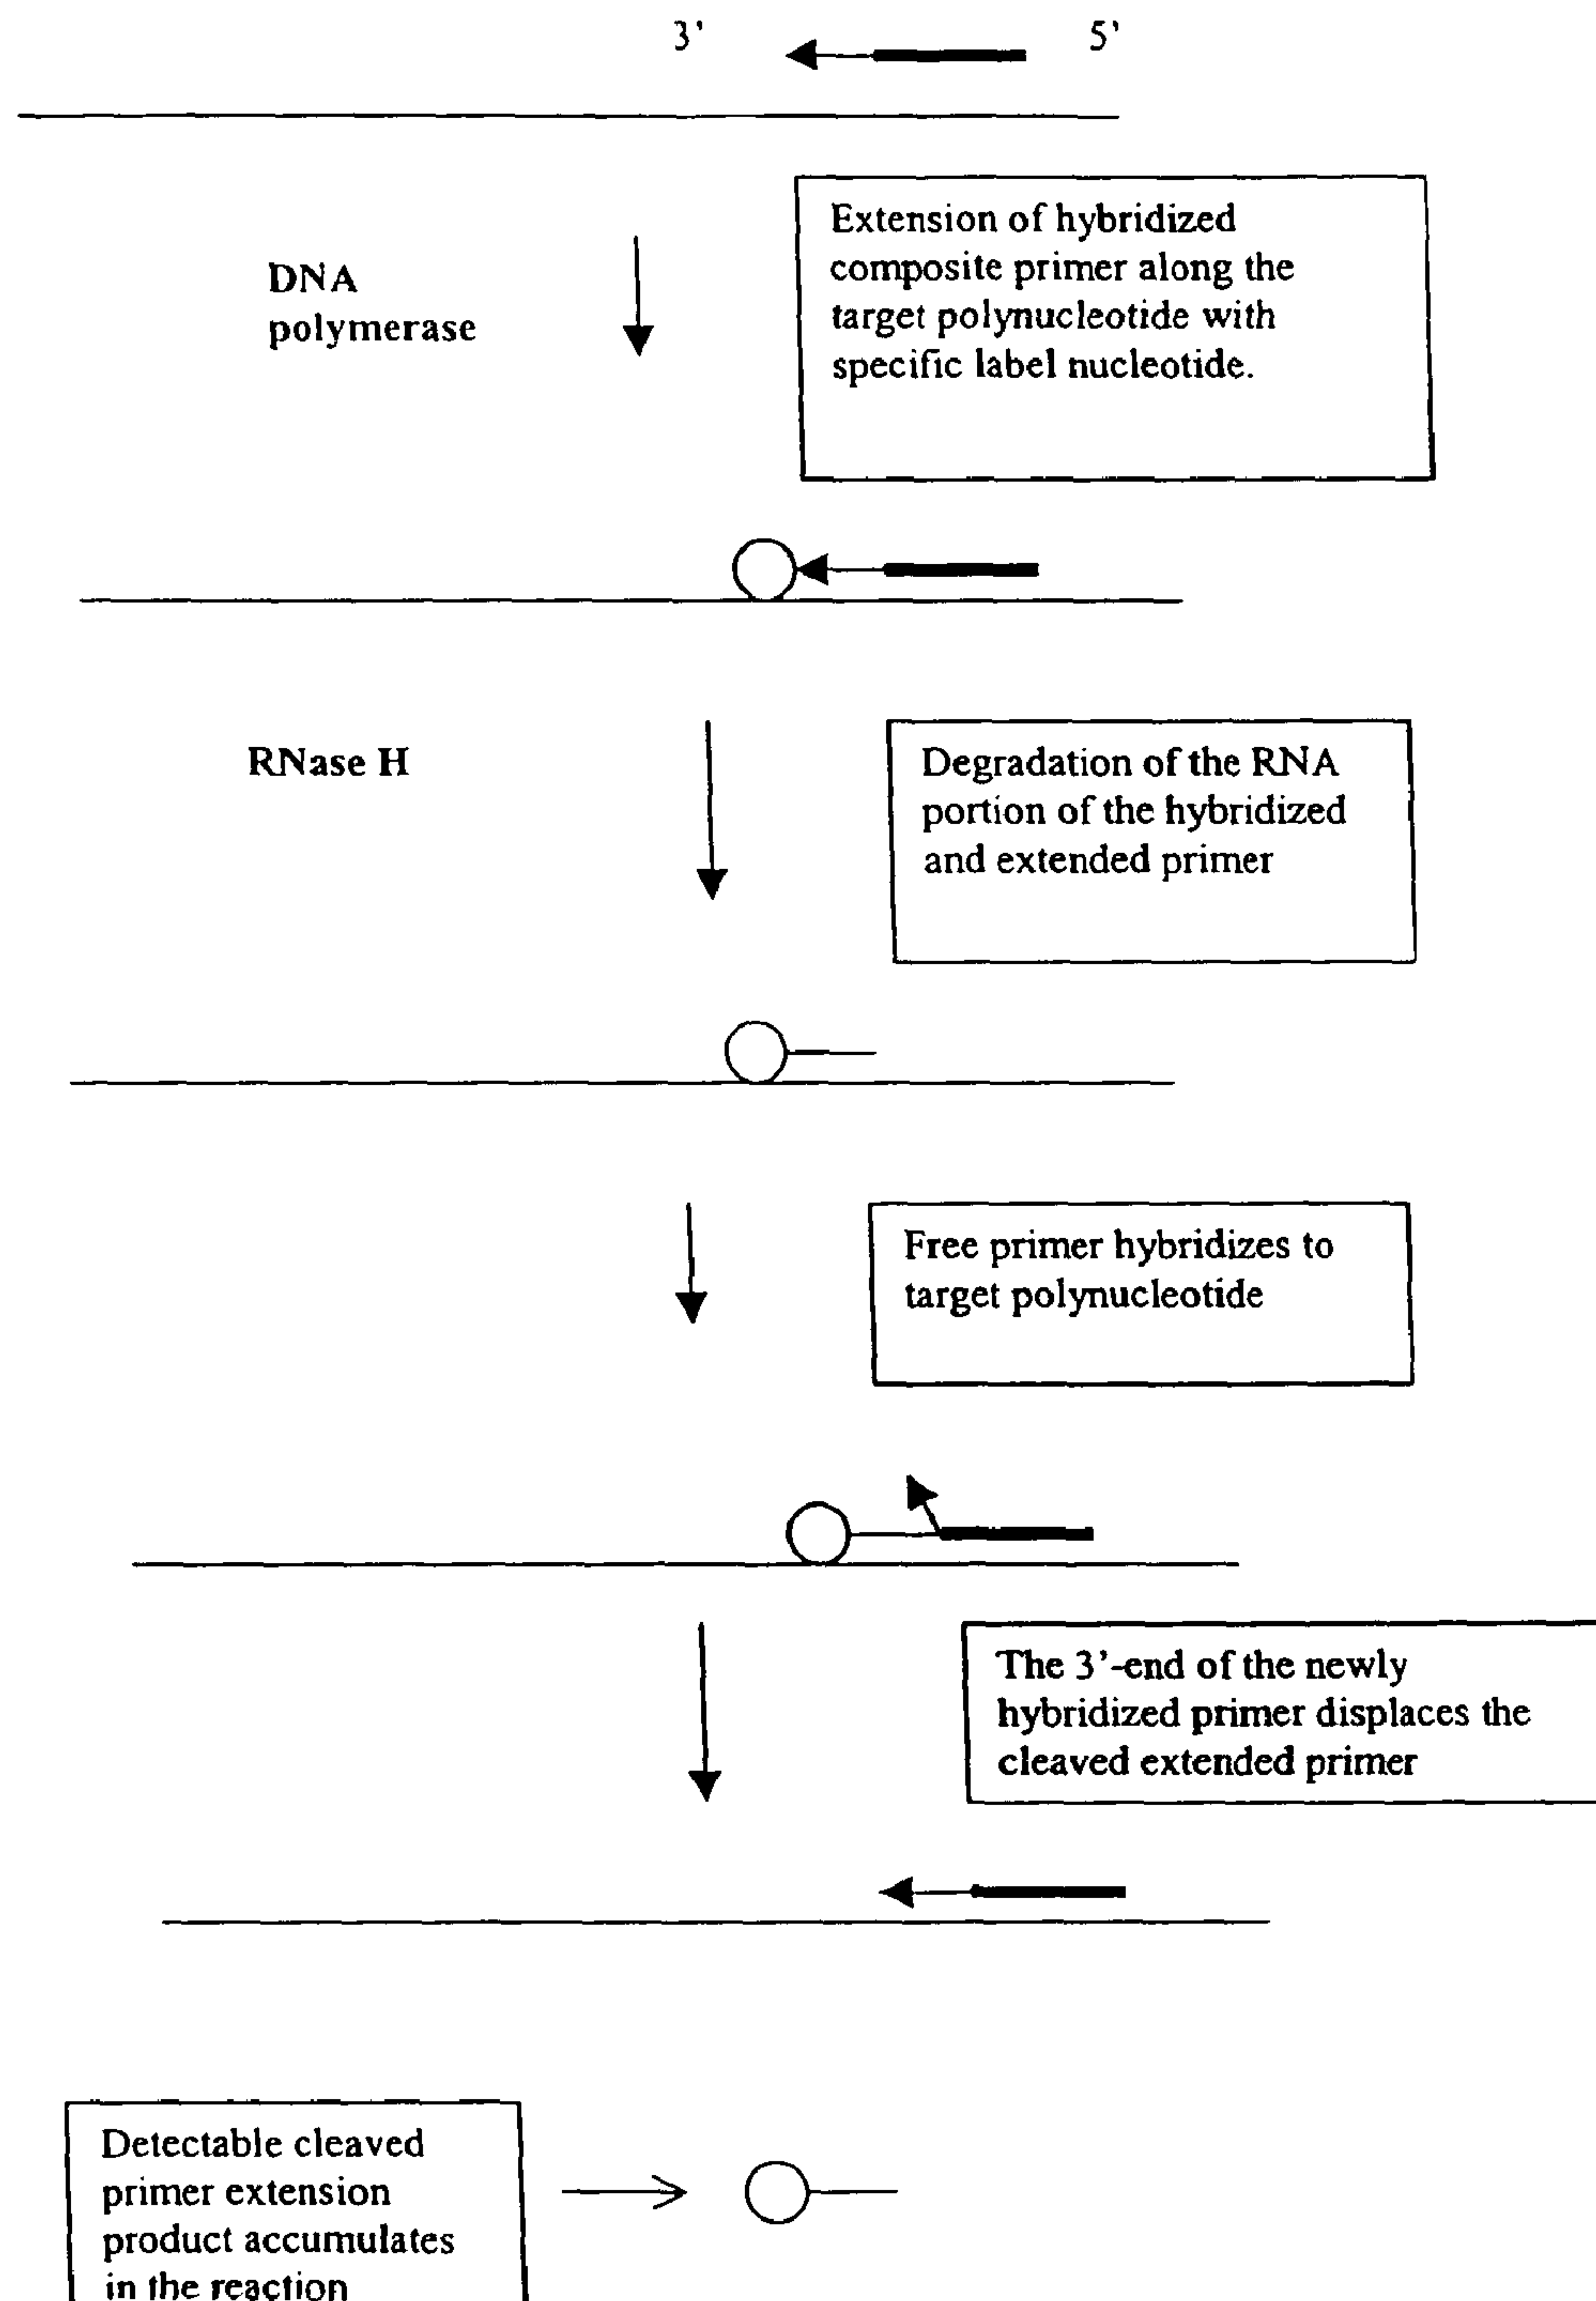 3' 5'
Extension of hybridized
composite primer along the
target polynucleotide with
specific label nucleotide.
DNA
polymerase
RNase H
Degradation of the RNA
portion of the hybridized
and extended primer
Free primer hybridizes to
target polynucleotide
The 3'-end of the newly
hybridized primer displaces the
cleaved extended primer
Detectable cleaved
primer extension
product accumulates
in the reaction